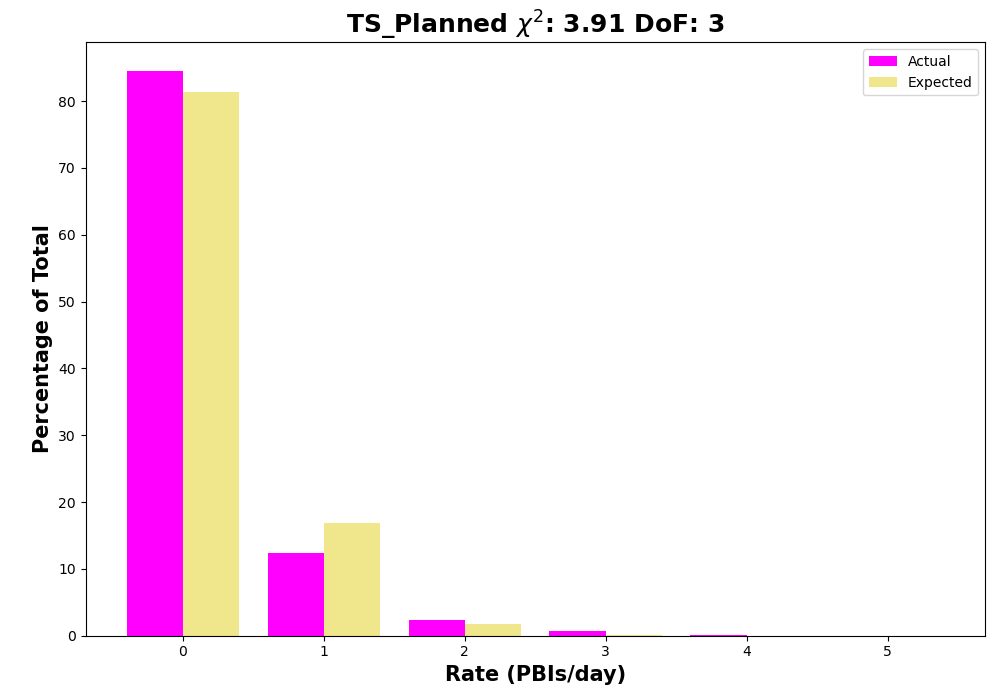 TS_Planned χ²: 3.91 DoF: 3
Actual
Expected
80
70
60
50
40
30
20
10
0
Percentage of Total
0 1 2 3 4 5
Rate (PBIs/day)